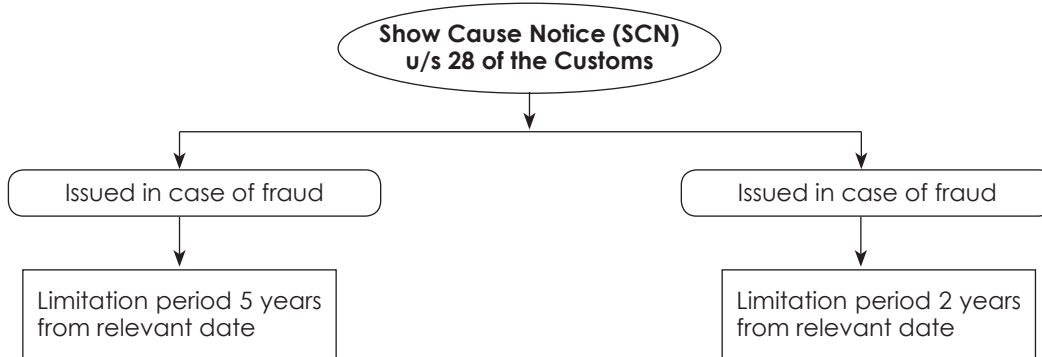 Show Cause Notice (SCN)
u/s 28 of the Customs
Issued in case of fraud
Issued in case of fraud
Limitation period 5 years
from relevant date
Limitation period 2 years
from relevant date